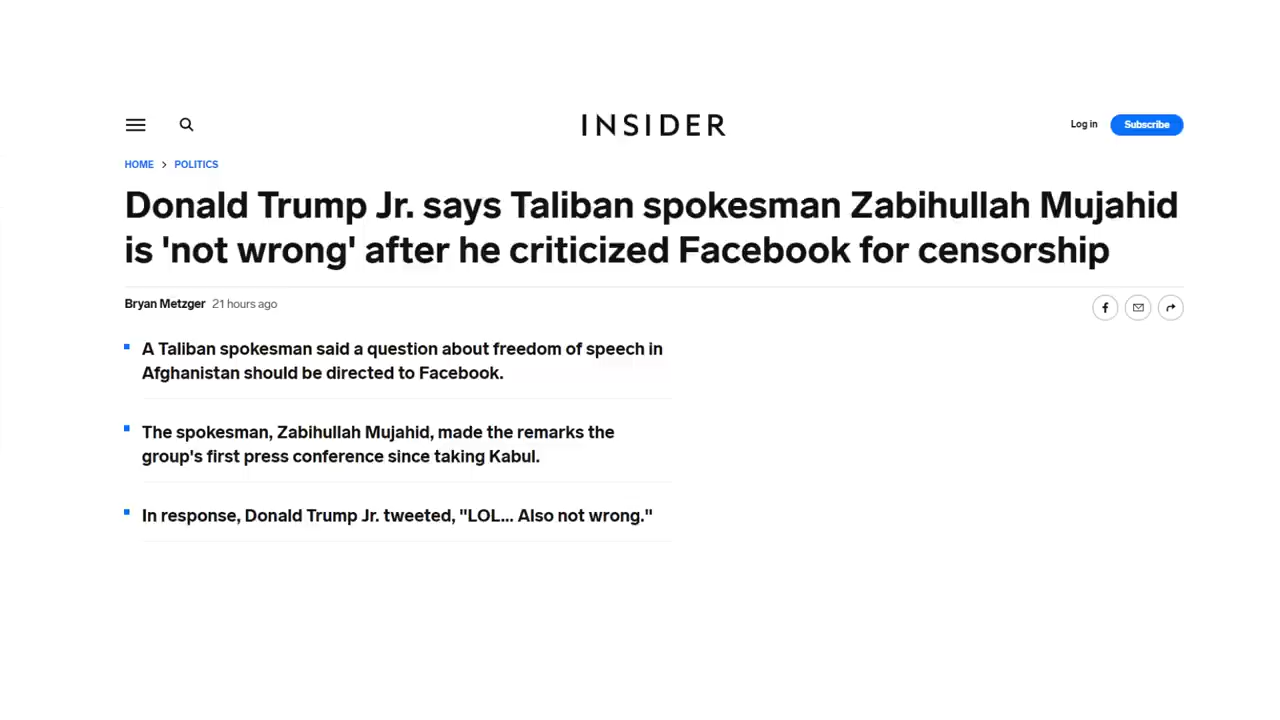 INSIDER
Log in
Subscribe
HOME > POLITICS
Donald Trump Jr. says Taliban spokesman Zabihullah Mujahid
is 'not wrong' after he criticized Facebook for censorship
Bryan Metzger 21 hours ago
A Taliban spokesman said a question about freedom of speech in
Afghanistan should be directed to Facebook.
The spokesman, Zabihullah Mujahid, made the remarks the
group's first press conference since taking Kabul.
In response, Donald Trump Jr. tweeted, "LOL... Also not wrong."